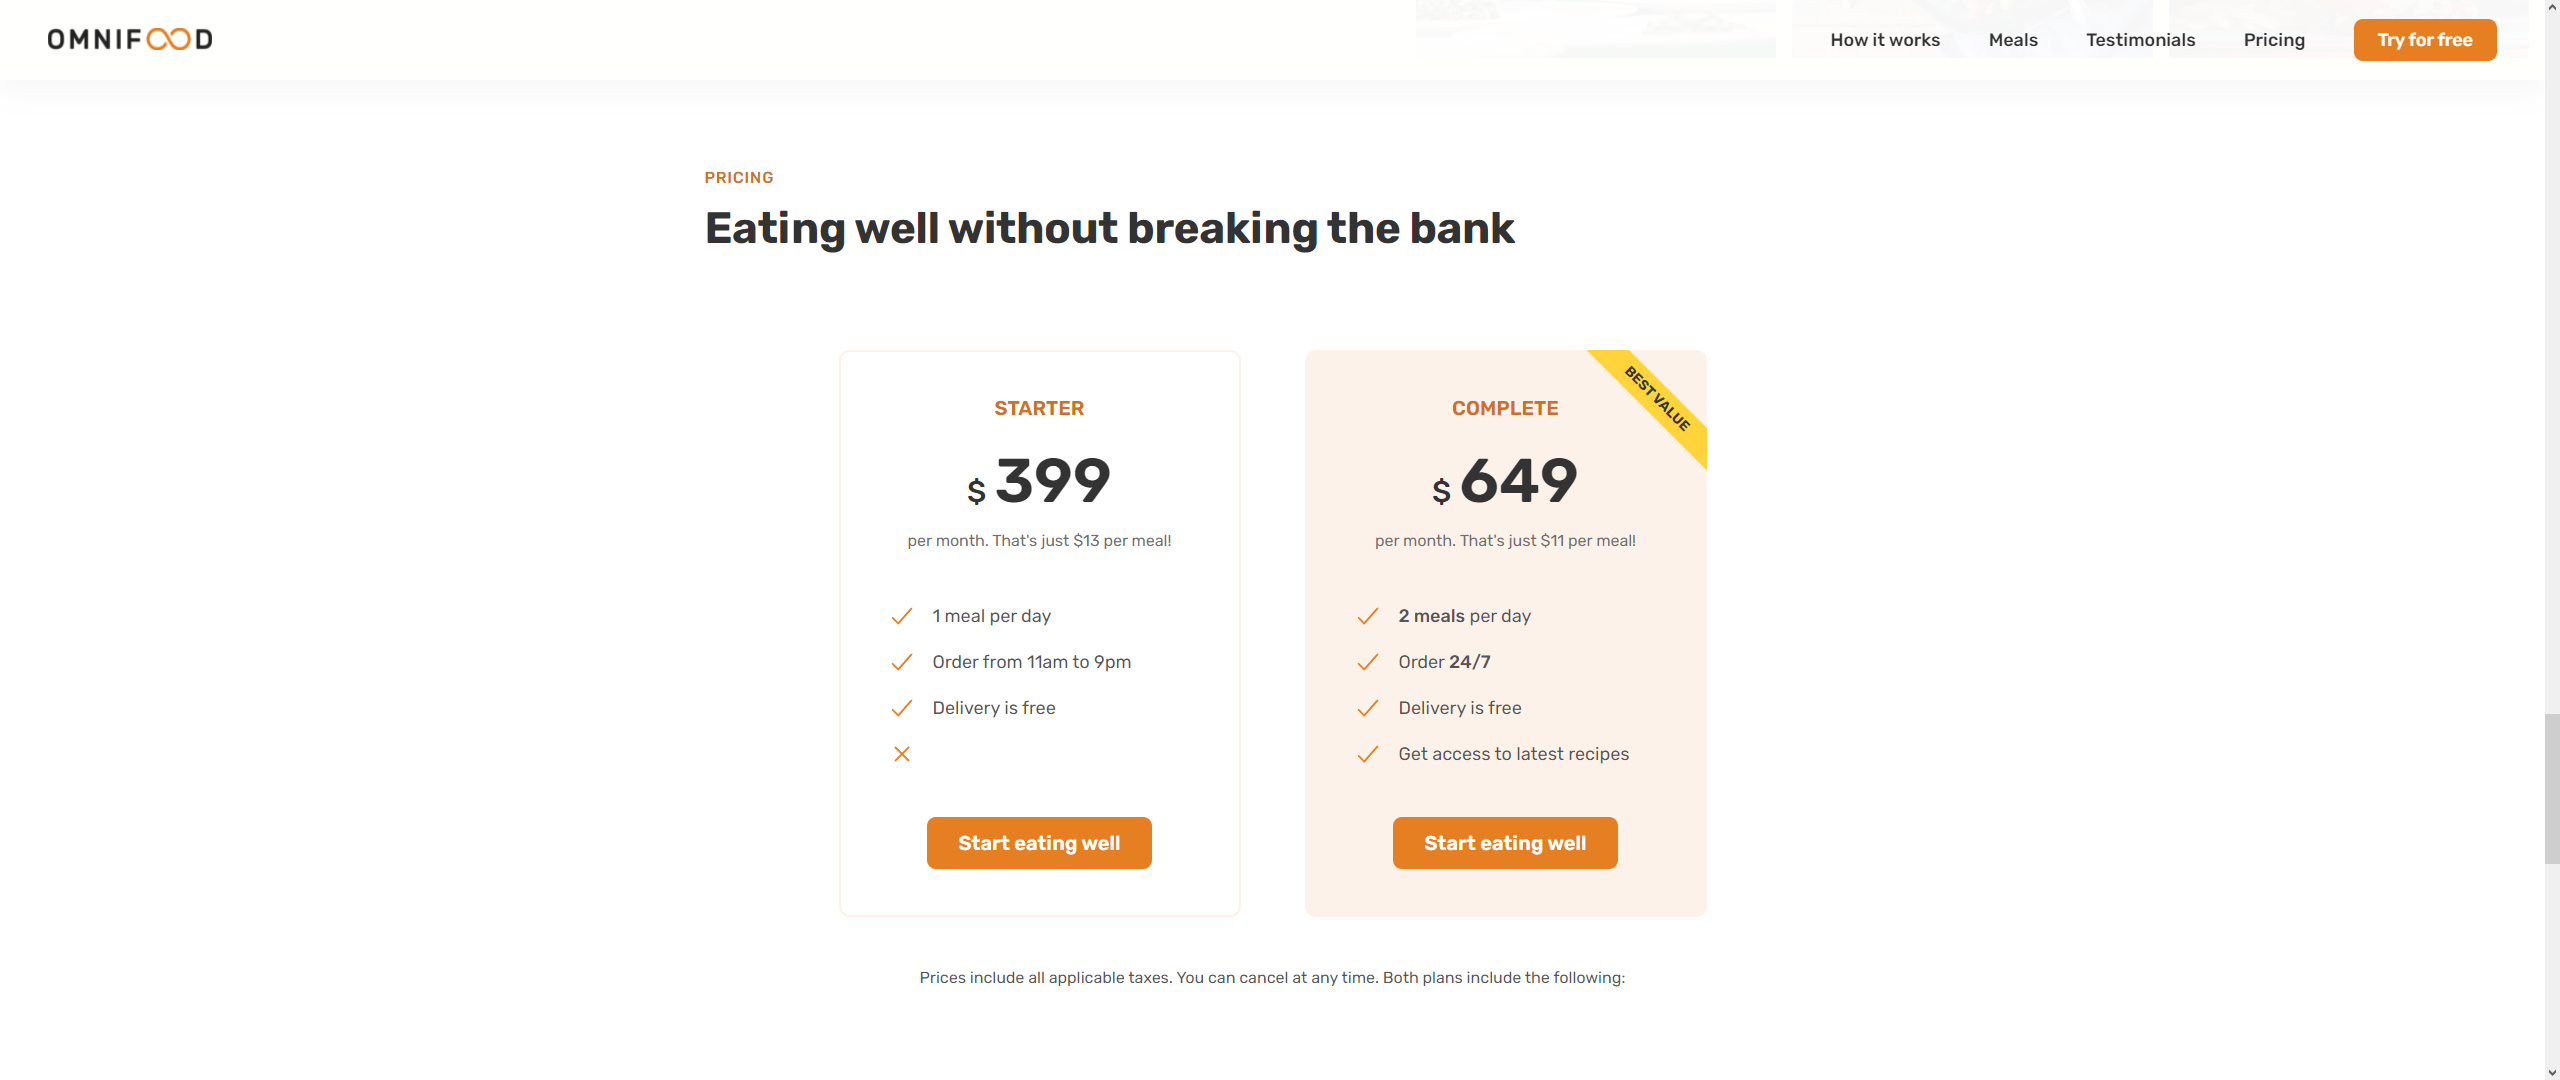 OMNIFOOD
How it works Meals Testimonials Pricing Try for free
PRICING
Eating well without breaking the bank
STARTER
$ 399
per month. That's just $13 per meal!
1 meal per day
Order from 11am to 9pm
Delivery is free
Start eating well
BEST VALUE
COMPLETE
$ 649
per month. That's just $11 per meal!
2 meals per day
Order 24/7
Delivery is free
Get access to latest recipes
Start eating well
Prices include all applicable taxes. You can cancel at any time. Both plans include the following: